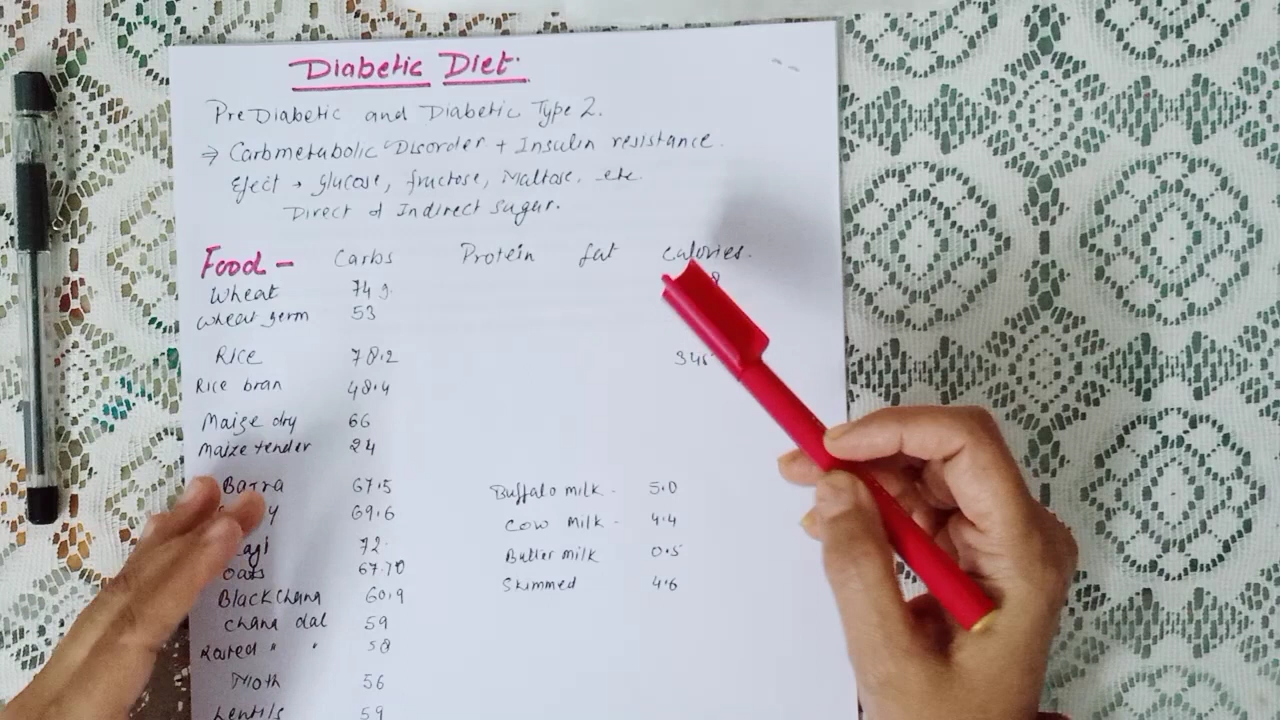 Diabetic Diet.
PreDiabetic and Diabetic Type 2.
⇒ Carbmetabolic Disorder + Insulin resistance.
Efect → glucose, fructose, Maltose, etc.
Direct & Indirect sugar.
Food - Carbs Protein fat calories.
Wheat 74 g.
Wheat germ 53
Rice 78.2
Rice bran 48.4
Maize dry 66
Maize tender 24
67.5 Buffalo milk - 5.0
69.6 Cow milk - 4.4
72 Butter milk 0.5
Oats 67.70 Skimmed 4.6
Black chana 60.9
Chana dal 59
" " 58
Moth 56
Lentils 59